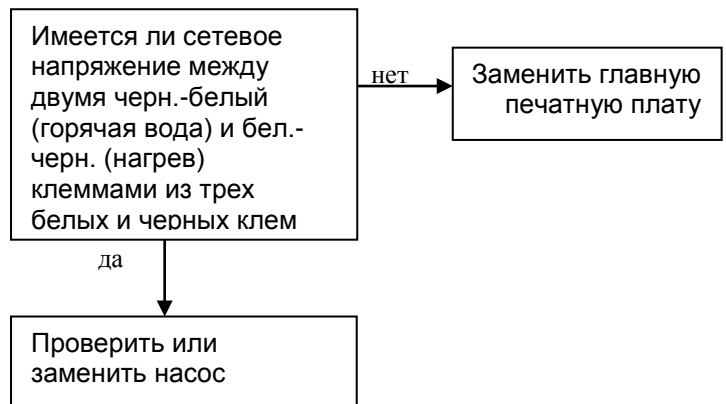 Имеется ли сетевое
напряжение между
двумя черн.-белый
(горячая вода) и бел.-
черн. (нагрев)
клеммами из трех
белых и черных клем
нет
Заменить главную
печатную плату
да
Проверить или
заменить насос